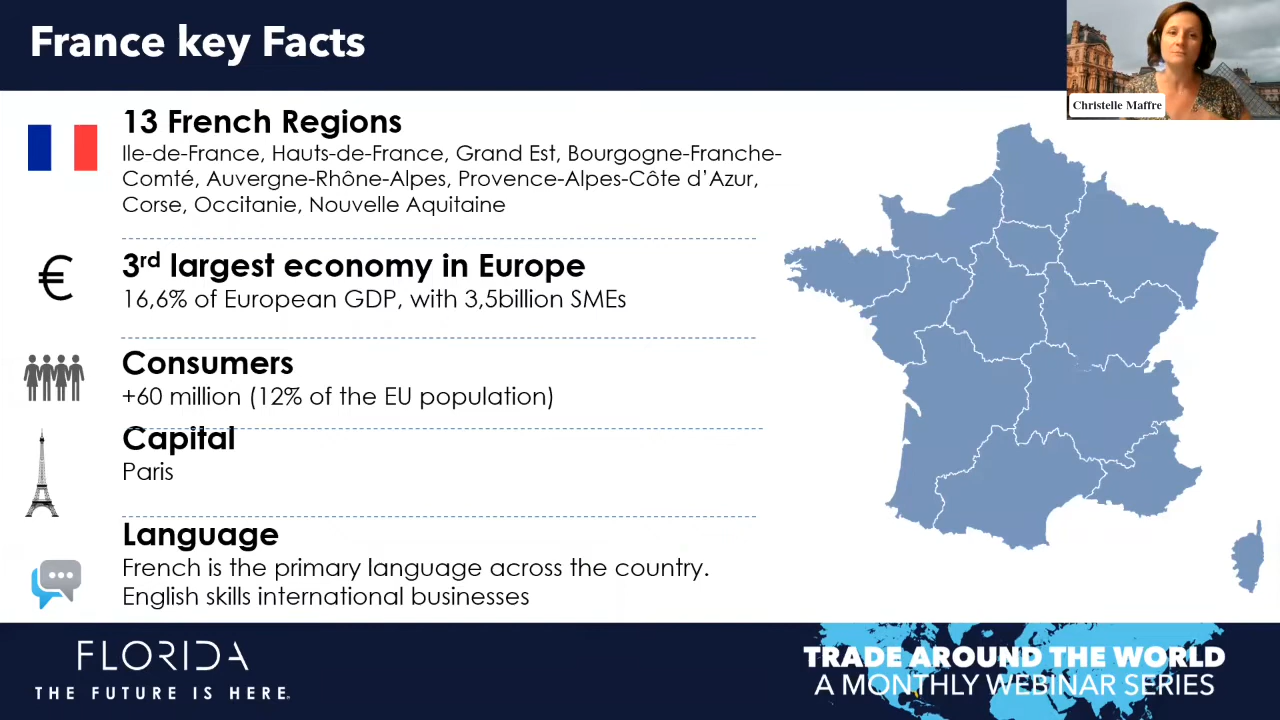 France key Facts
Christelle Maffre
13 French Regions
Ile-de-France, Hauts-de-France, Grand Est, Bourgogne-Franche-
Comté, Auvergne-Rhône-Alpes, Provence-Alpes-Côte d’Azur,
Corse, Occitanie, Nouvelle Aquitaine
€
3rd largest economy in Europe
16,6% of European GDP, with 3,5billion SMEs
Consumers
+60 million (12% of the EU population)
Capital
Paris
Language
French is the primary language across the country.
English skills international businesses
FLORIDA
THE FUTURE IS HERE.
TRADE AROUND THE WORLD
A MONTHLY WEBINAR SERIES